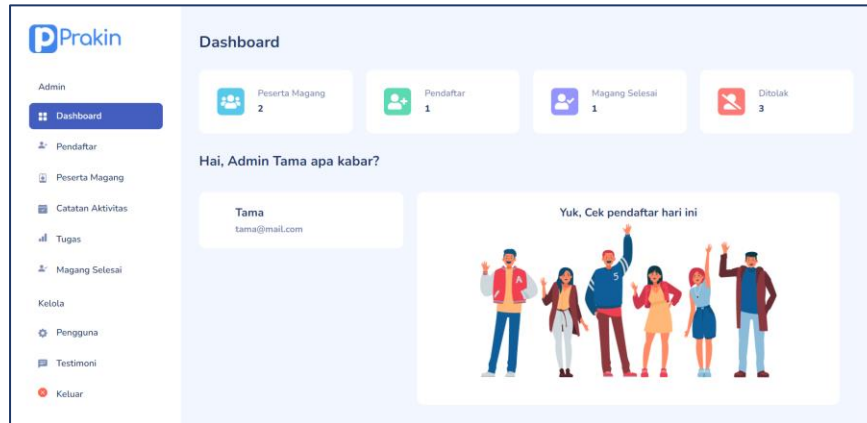 Prakin
Admin
Dashboard
Pendaftar
Peserta Magang
Catatan Aktivitas
Tugas
Magang Selesai
Kelola
Pengguna
Testimoni
Keluar
Dashboard
Peserta Magang
2
Pendaftar
1
Magang Selesai
1
Ditolak
3
Hai, Admin Tama apa kabar?
Tama
tama@mail.com
Yuk, Cek pendaftar hari ini
A
5